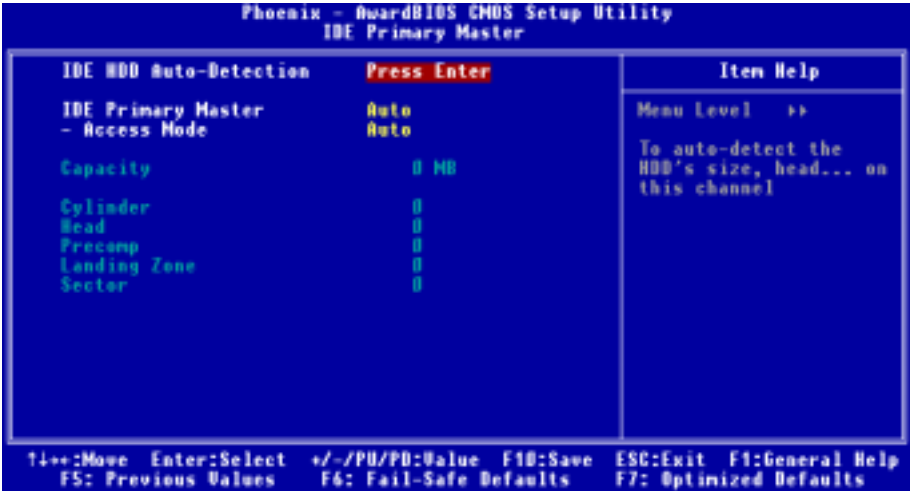 Phoenix - AwardBIOS CMOS Setup Utility
IDE Primary Master
IDE HDD Auto-Detection Press Enter
IDE Primary Master Auto
- Access Mode Auto
Capacity 0 MB
Cylinder 0
Head 0
Precomp 0
Landing Zone 0
Sector 0
Item Help
Menu Level ►►
To auto-detect the
HDD's size, head... on
this channel
↑↓→←:Move Enter:Select +/-/PU/PD:Value F10:Save ESC:Exit F1:General Help
F5: Previous Values F6: Fail-Safe Defaults F7: Optimized Defaults